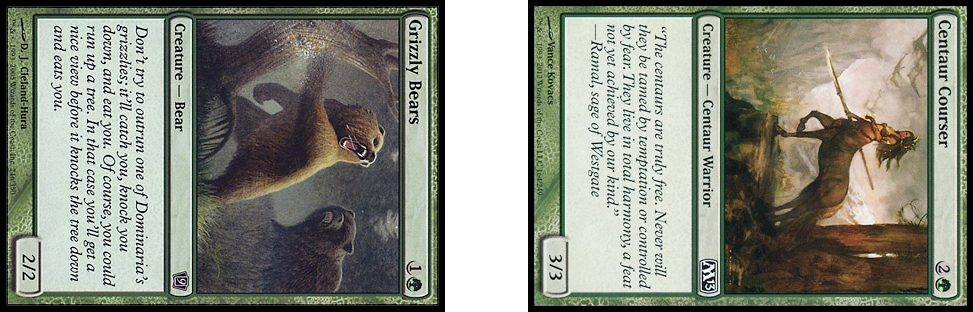 Grizzly Bears
1
Creature — Bear
9
Don't try to outrun one of Dominaria's
grizzlies; it'll catch you, knock you
down, and eat you. Of course, you could
run up a tree. In that case you'll get a
nice view before it knocks the tree down
and eats you.
D. J. Cleland-Hura
2/2
Centaur Courser
2
Creature — Centaur Warrior
M13
"The centaurs are truly free. Never will
they be tamed by temptation or controlled
by fear. They live in total harmony, a feat
not yet achieved by our kind."
—Ramal, sage of Westgate
Vance Kovacs
3/3